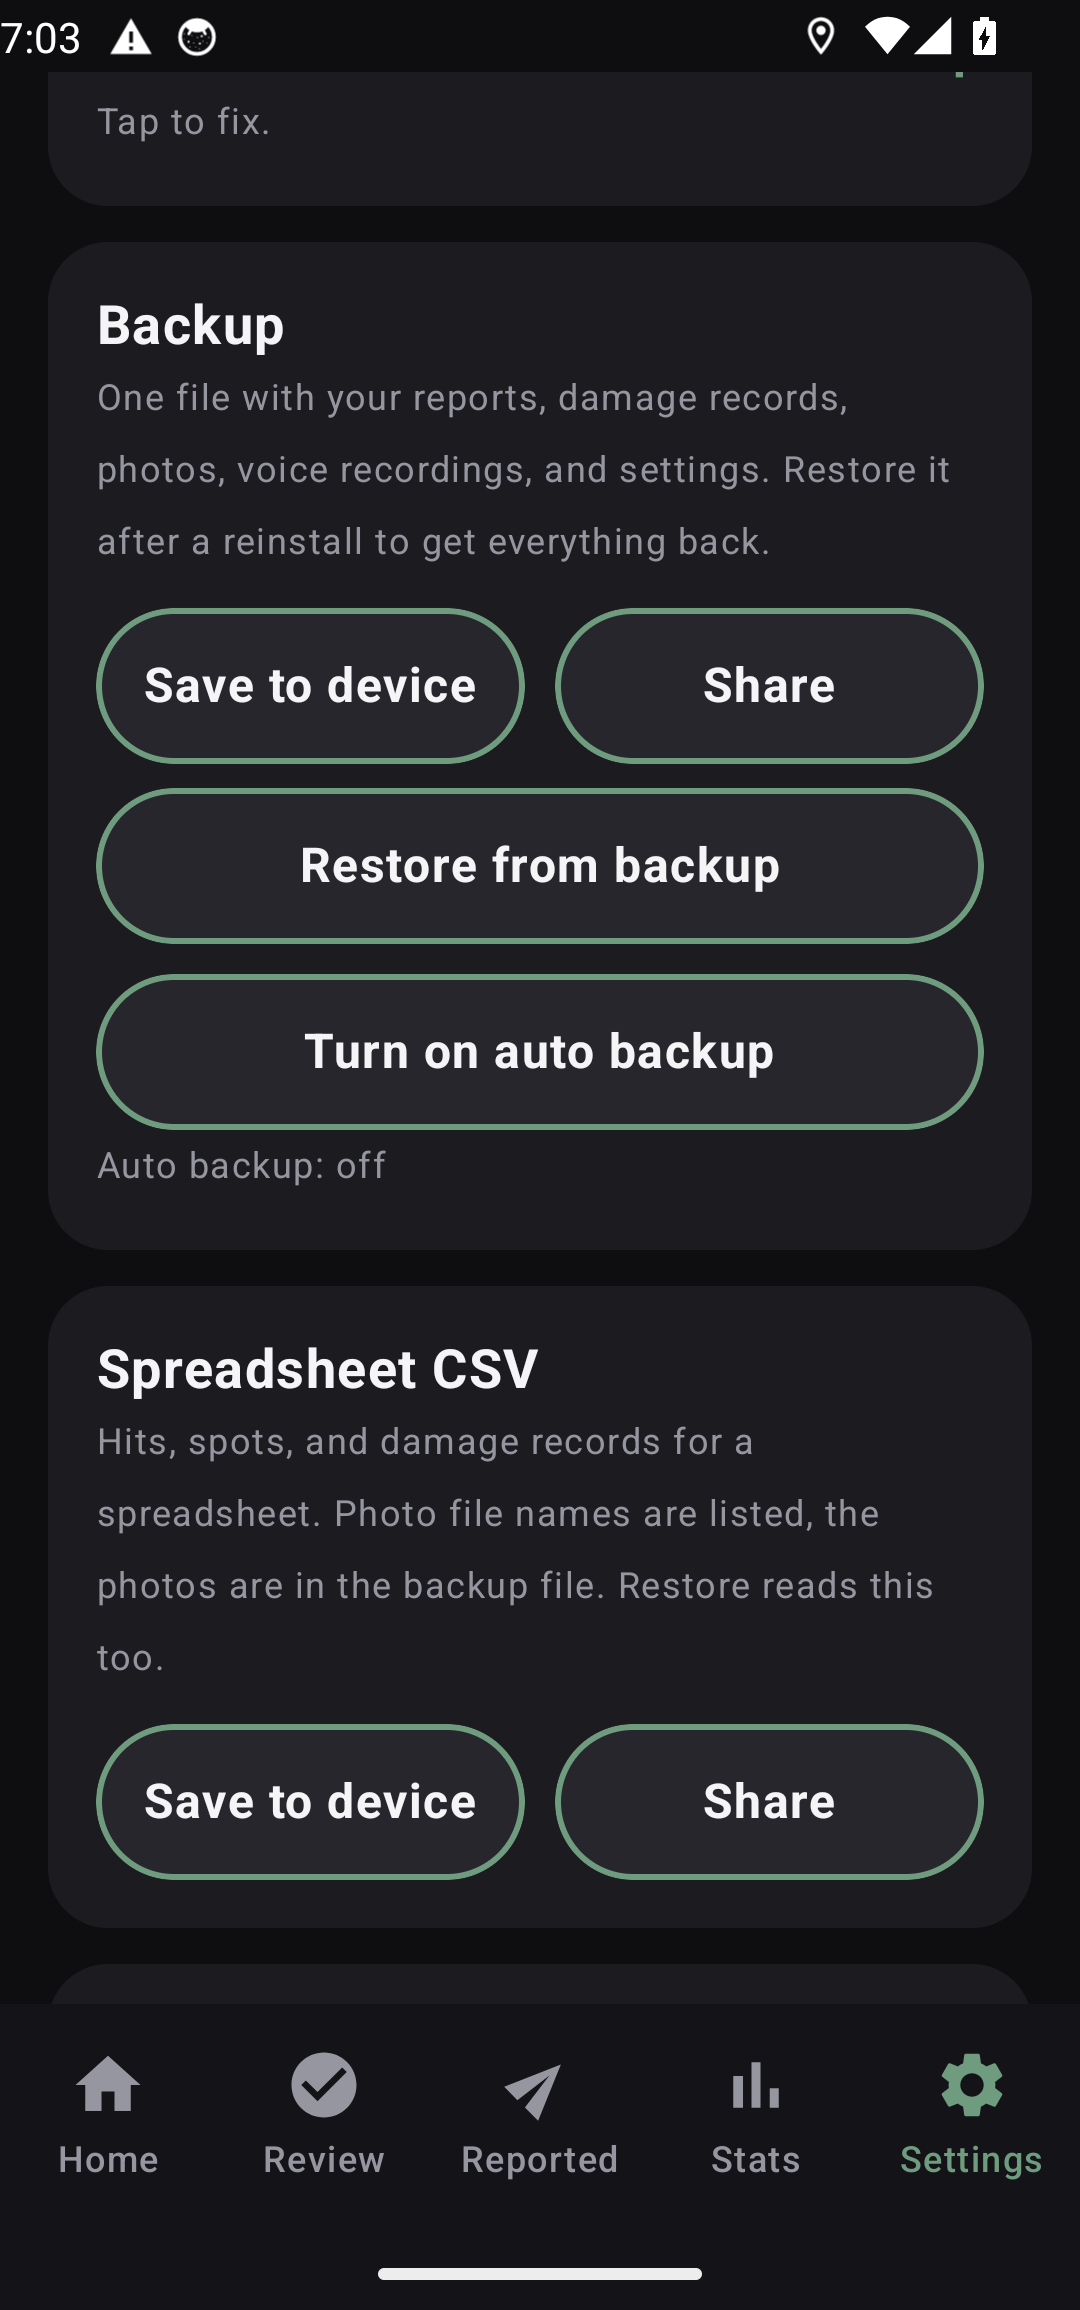 7:03
Tap to fix.
Backup
One file with your reports, damage records,
photos, voice recordings, and settings. Restore it
after a reinstall to get everything back.
Save to device
Share
Restore from backup
Turn on auto backup
Auto backup: off
Spreadsheet CSV
Hits, spots, and damage records for a
spreadsheet. Photo file names are listed, the
photos are in the backup file. Restore reads this
too.
Save to device
Share
Home
Review
Reported
Stats
Settings